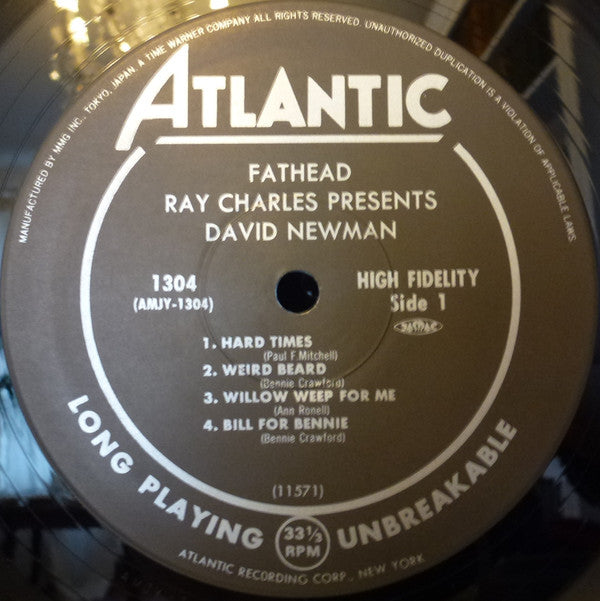 MANUFACTURED BY MMG INC., TOKYO, JAPAN, A TIME WARNER COMPANY ALL RIGHTS RESERVED. UNAUTHORIZED DUPLICATION IS A VIOLATION OF APPLICABLE LAWS.
ATLANTIC
FATHEAD
RAY CHARLES PRESENTS
DAVID NEWMAN
1304
(AMJY-1304)
HIGH FIDELITY
Side 1
1. HARD TIMES
(Paul F.Mitchell)
2. WEIRD BEARD
(Bennie Crawford)
3. WILLOW WEEP FOR ME
(Ann Ronell)
4. BILL FOR BENNIE
(Bennie Crawford)
(11571)
LONG PLAYING
33 1/3
RPM
UNBREAKABLE
ATLANTIC RECORDING CORP., NEW YORK